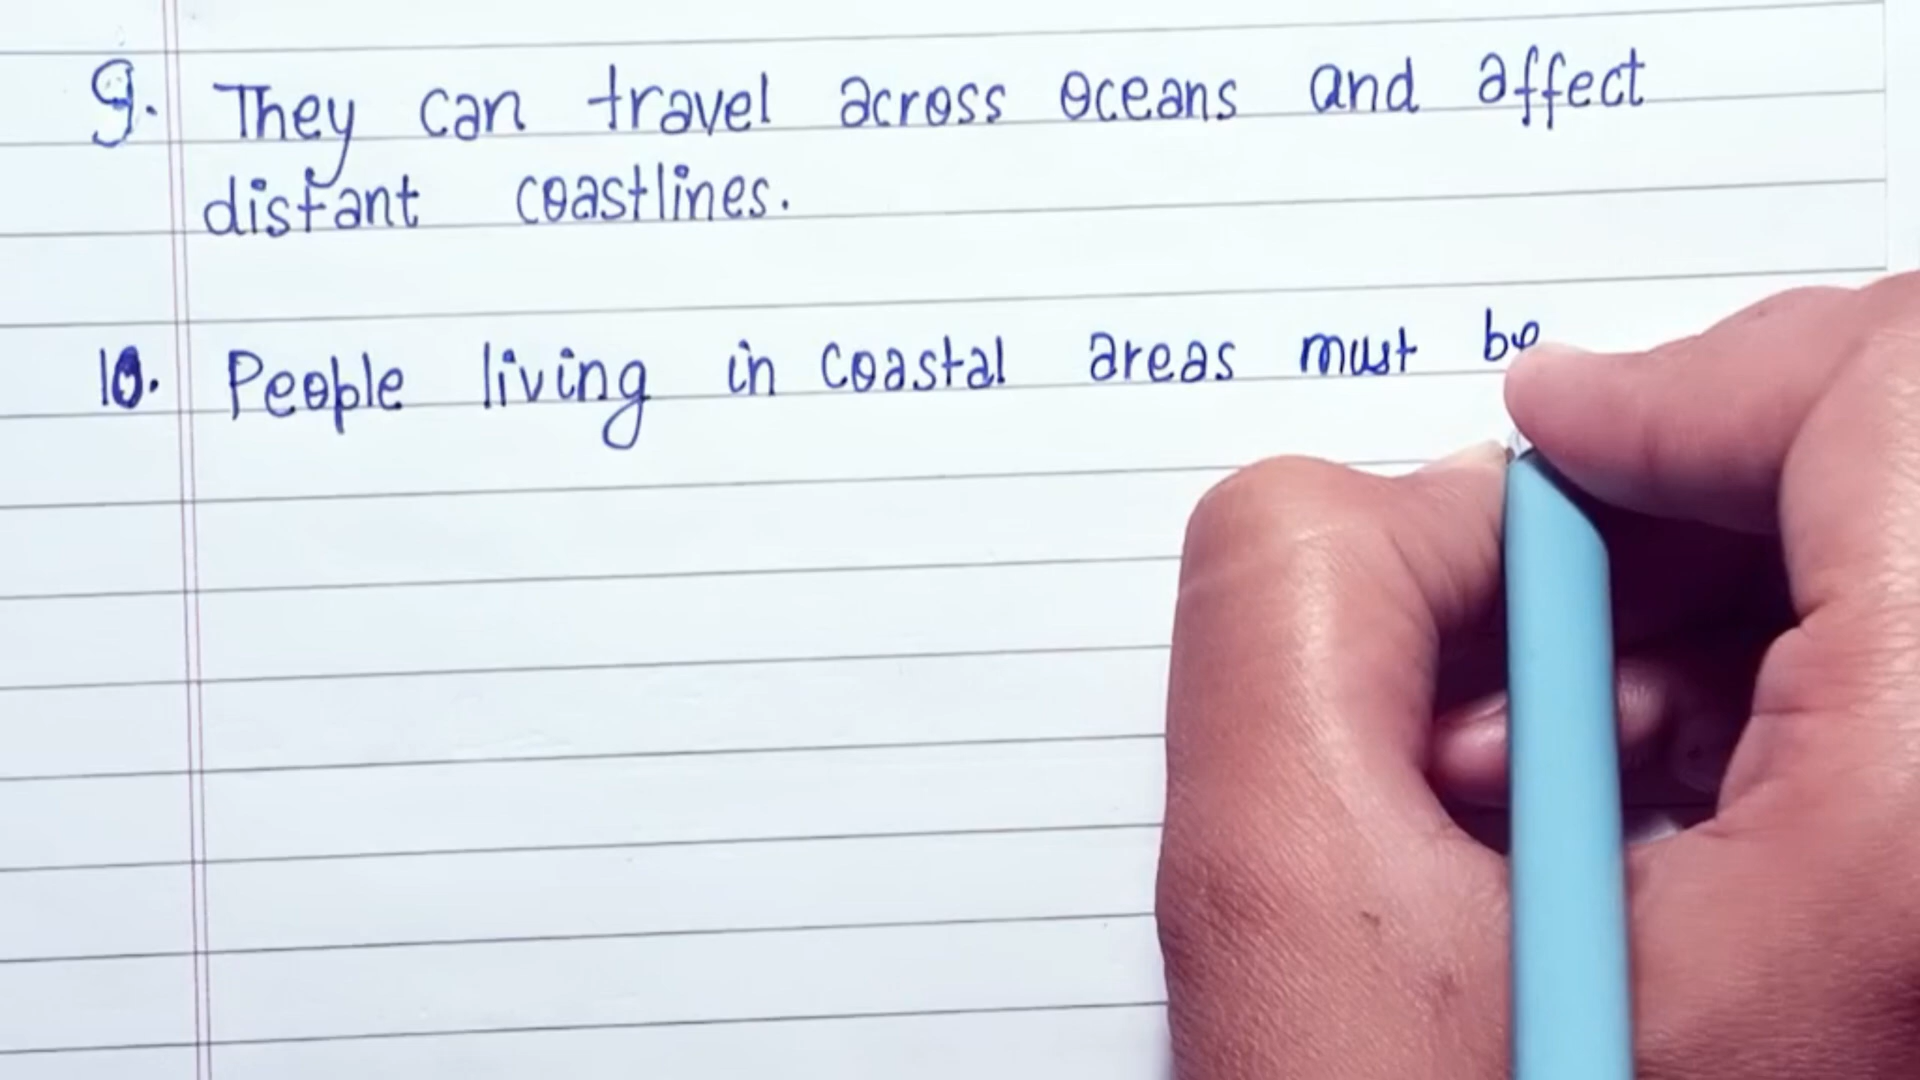 9. They can travel across oceans and affect
distant coastlines.
10. People living in coastal areas must be